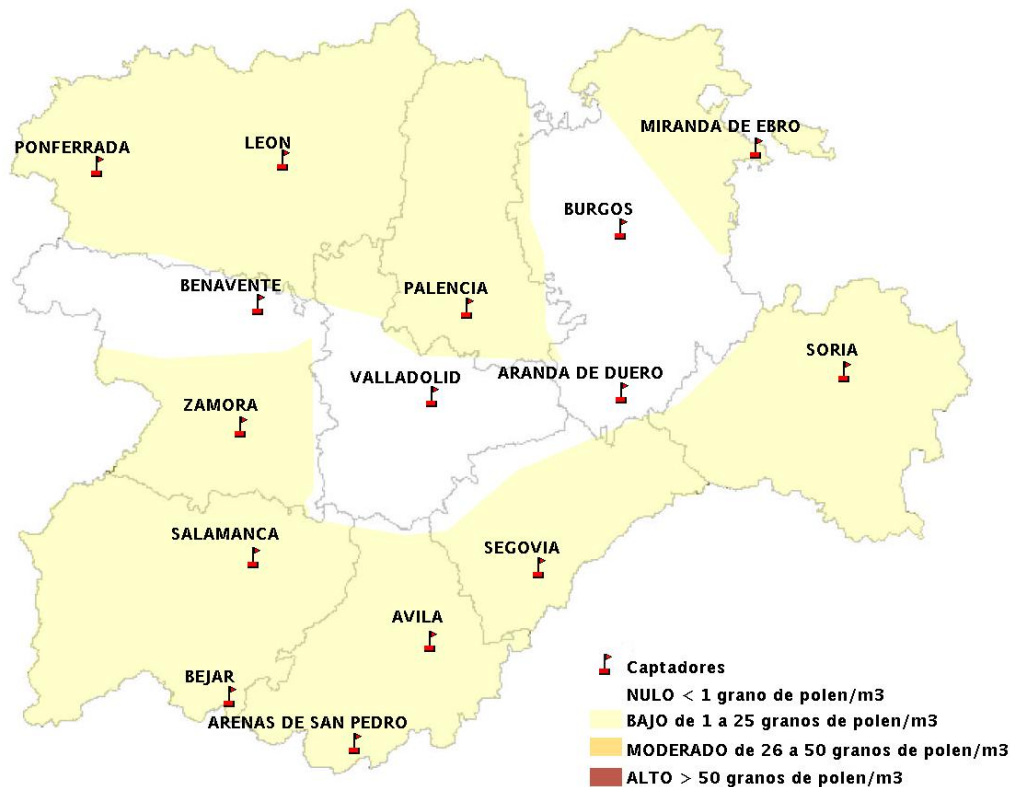 MIRANDA DE EBRO
PONFERRADA
LEON
BURGOS
BENAVENTE
PALENCIA
SORIA
VALLADOLID
ARANDA DE DUERO
ZAMORA
SALAMANCA
SEGOVIA
AVILA
BEJAR
ARENAS DE SAN PEDRO
Captadores
NULO < 1 grano de polen/m3
BAJO de 1 a 25 granos de polen/m3
MODERADO de 26 a 50 granos de polen/m3
ALTO > 50 granos de polen/m3